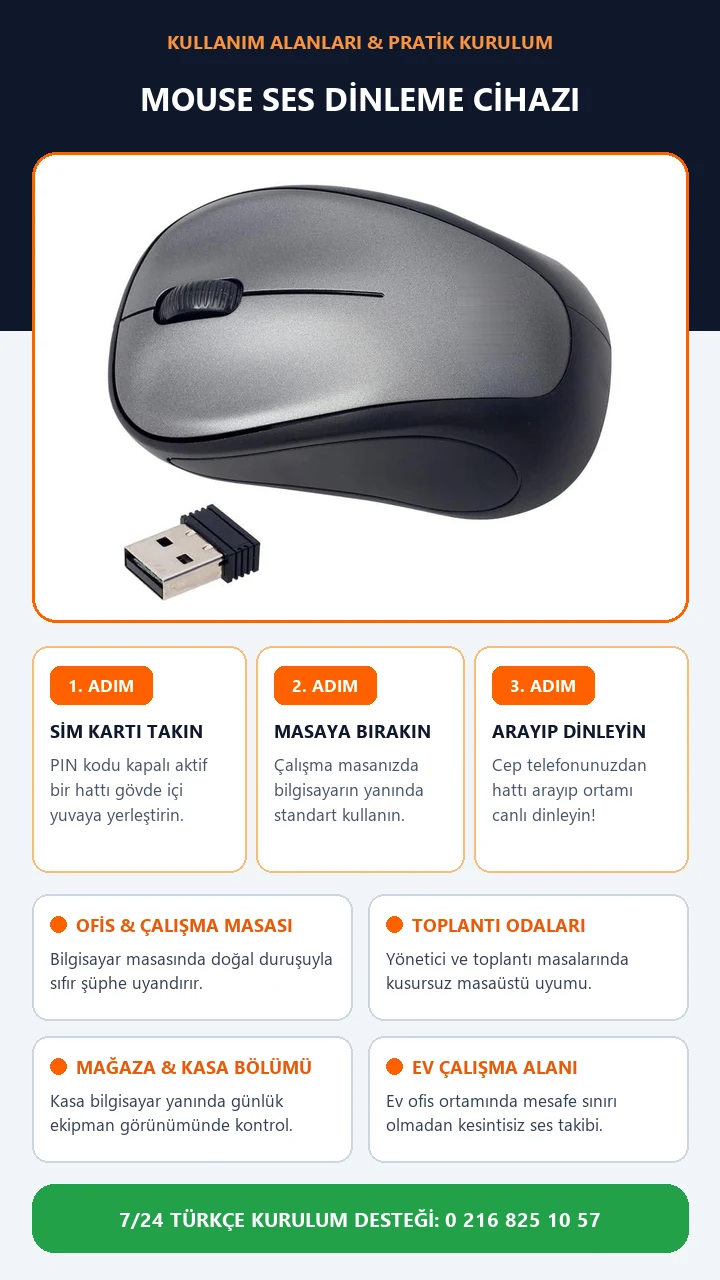 KULLANIM ALANLARI & PRATİK KURULUM
MOUSE SES DİNLEME CİHAZI
1. ADIM
SİM KARTI TAKIN
PIN kodu kapalı aktif
bir hattı gövde içi
yuvaya yerleştirin.
2. ADIM
MASAYA BIRAKIN
Çalışma masanızda
bilgisayarın yanında
standart kullanın.
3. ADIM
ARAYIP DİNLEYİN
Cep telefonunuzdan
hattı arayıp ortamı
canlı dinleyin!
OFİS & ÇALIŞMA MASASI
Bilgisayar masasında doğal duruşuyla
sıfır şüphe uyandırır.
TOPLANTI ODALARI
Yönetici ve toplantı masalarında
kusursuz masaüstü uyumu.
MAĞAZA & KASA BÖLÜMÜ
Kasa bilgisayar yanında günlük
ekipman görünümünde kontrol.
EV ÇALIŞMA ALANI
Ev ofis ortamında mesafe sınırı
olmadan kesintisiz ses takibi.
7/24 TÜRKÇE KURULUM DESTEĞİ: 0 216 825 10 57